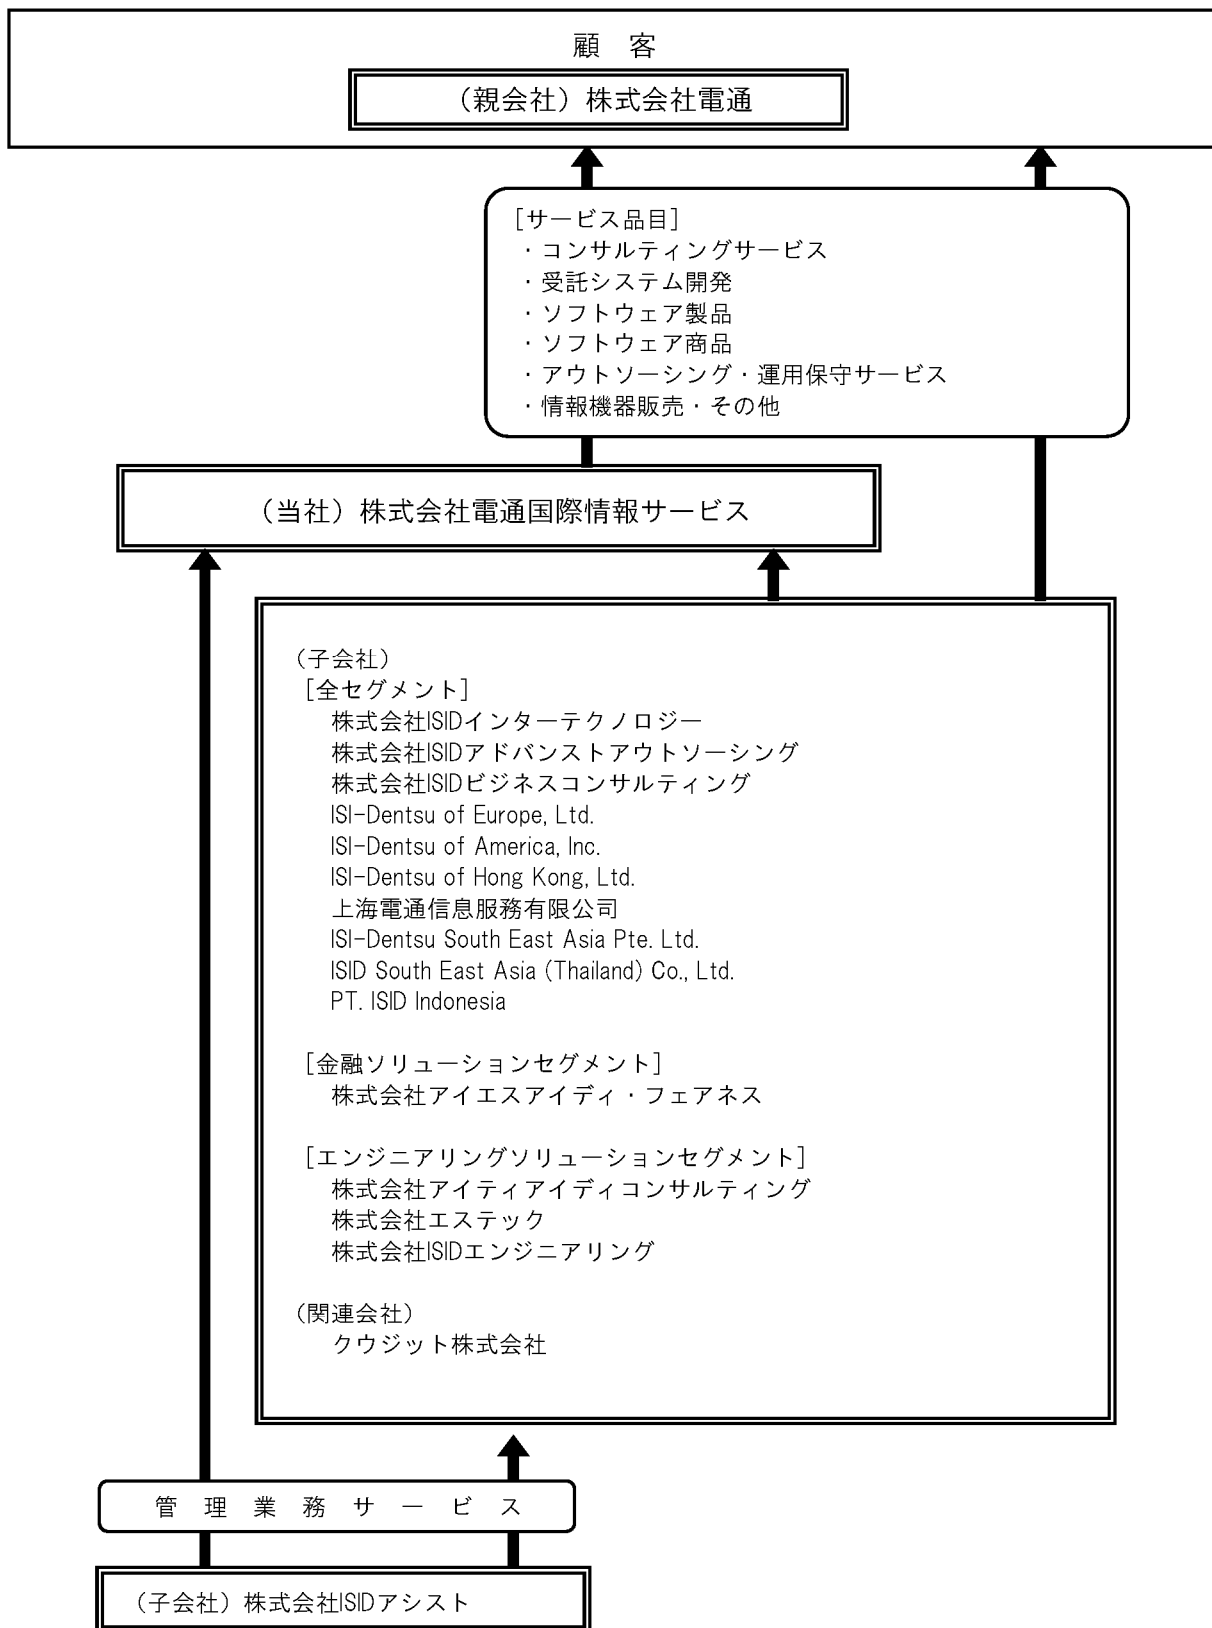 顧 客
（親会社）株式会社電通
[サービス品目]
・コンサルティングサービス
・受託システム開発
・ソフトウェア製品
・ソフトウェア商品
・アウトソーシング・運用保守サービス
・情報機器販売・その他
（当社）株式会社電通国際情報サービス
（子会社）
[全セグメント]
株式会社ISIDインターテクノロジー
株式会社ISIDアドバンストアウトソーシング
株式会社ISIDビジネスコンサルティング
ISI-Dentsu of Europe, Ltd.
ISI-Dentsu of America, Inc.
ISI-Dentsu of Hong Kong, Ltd.
上海電通信息服務有限公司
ISI-Dentsu South East Asia Pte. Ltd.
ISID South East Asia (Thailand) Co., Ltd.
PT. ISID Indonesia
[金融ソリューションセグメント]
株式会社アイエスアイディ・フェアネス
[エンジニアリングソリューションセグメント]
株式会社アイティアイディコンサルティング
株式会社エステック
株式会社ISIDエンジニアリング
（関連会社）
クウジット株式会社
管 理 業 務 サ ー ビ ス
（子会社）株式会社ISIDアシスト